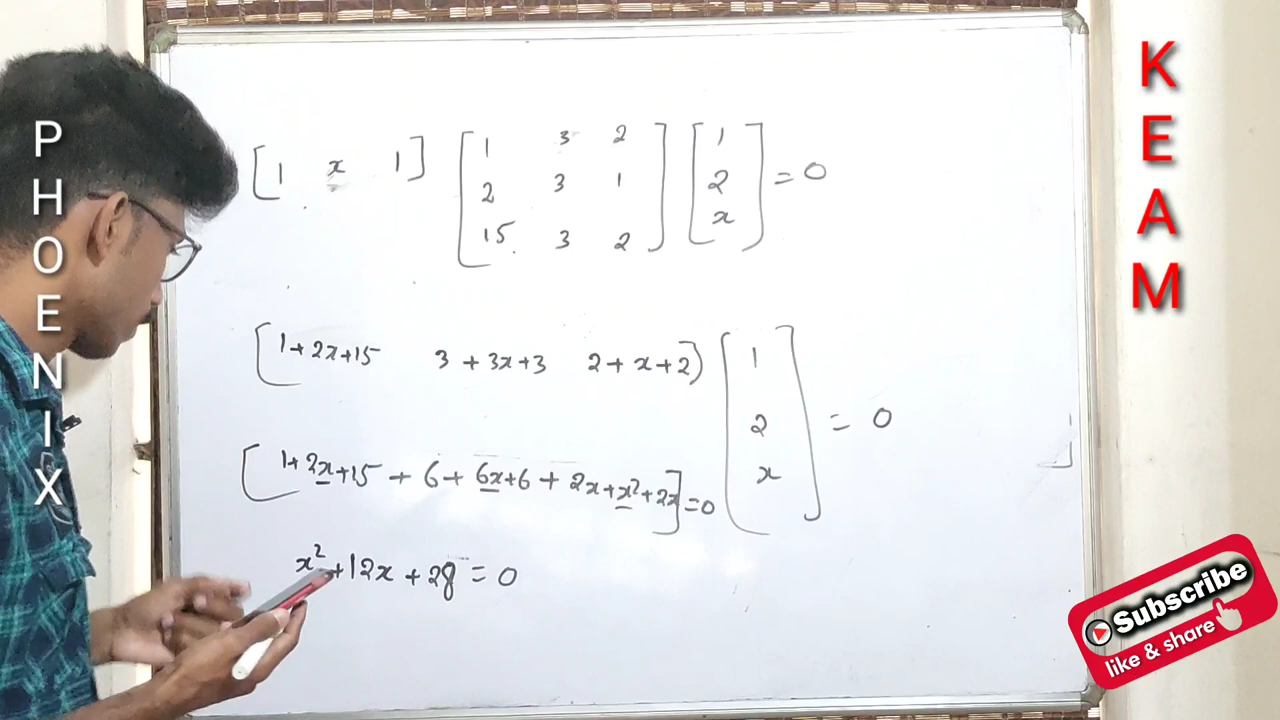 PHOENIX
KEAM
[1 x 1] [1 3 2
2 3 1
15 3 2] [1
2
x] = 0
[1+2x+15 3+3x+3 2+x+2) [1
2
x] = 0
[1+2x+15 + 6+6x+6 + 2x+x²+2x] = 0
x²+12x+28 = 0
Subscribe
like & share